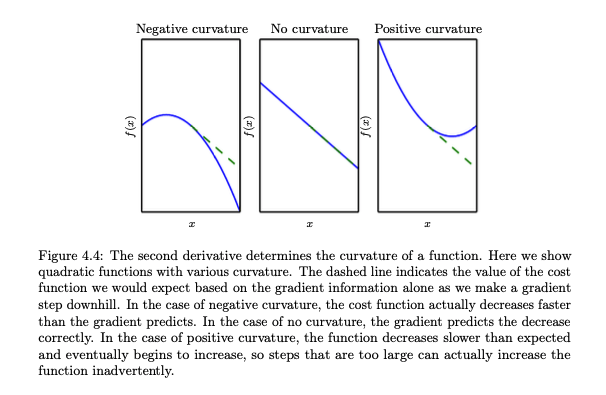 Negative curvature
No curvature
Positive curvature
f(x)
f(x)
f(x)
x
x
x
Figure 4.4: The second derivative determines the curvature of a function. Here we show
quadratic functions with various curvature. The dashed line indicates the value of the cost
function we would expect based on the gradient information alone as we make a gradient
step downhill. In the case of negative curvature, the cost function actually decreases faster
than the gradient predicts. In the case of no curvature, the gradient predicts the decrease
correctly. In the case of positive curvature, the function decreases slower than expected
and eventually begins to increase, so steps that are too large can actually increase the
function inadvertently.